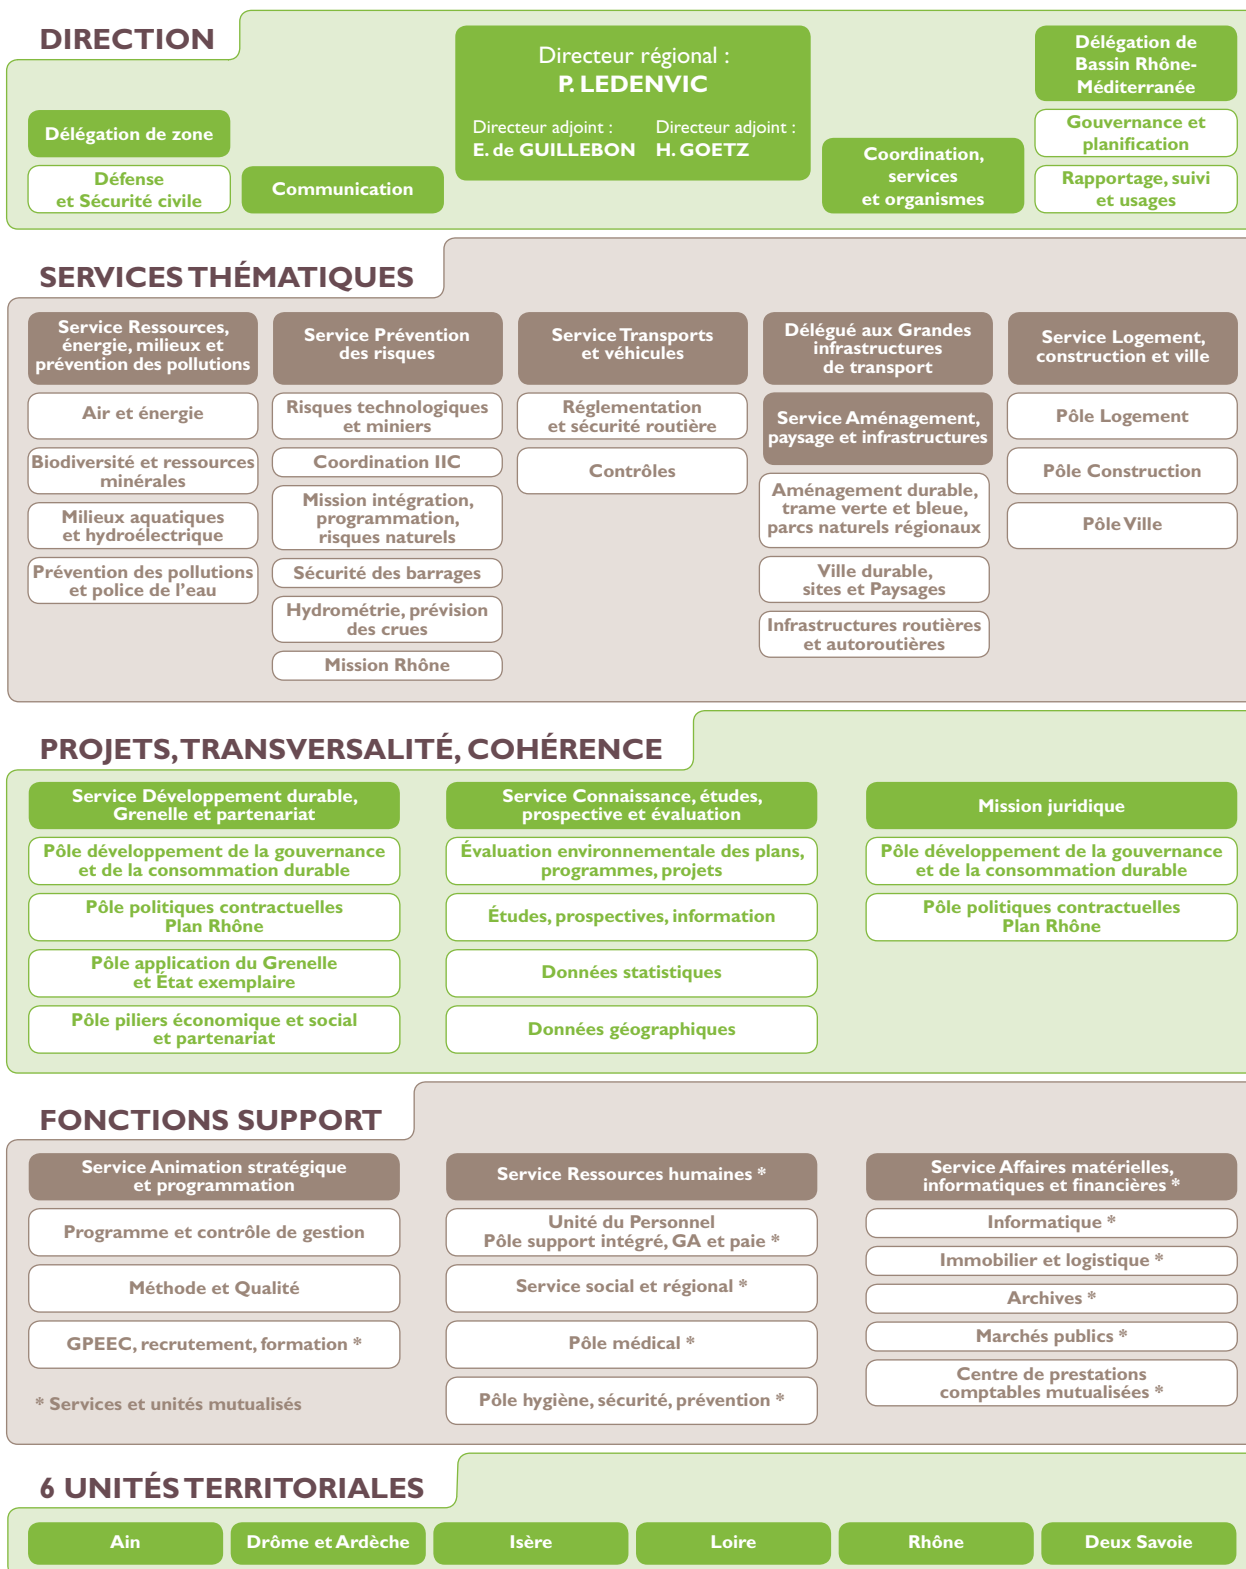 DIRECTION
Directeur régional :
P. LEDENVIC
Directeur adjoint :
E. de GUILLEBON
Directeur adjoint :
H. GOETZ
Délégation de zone
Défense
et Sécurité civile
Communication
Coordination,
services
et organismes
Délégation de
Bassin Rhône-
Méditerranée
Gouvernance et
planification
Rapportage, suivi
et usages
SERVICES THÉMATIQUES
Service Ressources,
énergie, milieux et
prévention des pollutions
Air et énergie
Biodiversité et ressources
minérales
Milieux aquatiques
et hydroélectrique
Prévention des pollutions
et police de l’eau
Service Prévention
des risques
Risques technologiques
et miniers
Coordination IIC
Mission intégration,
programmation,
risques naturels
Sécurité des barrages
Hydrométrie, prévision
des crues
Mission Rhône
Service Transports
et véhicules
Réglementation
et sécurité routière
Contrôles
Délégué aux Grandes
infrastructures
de transport
Service Aménagement,
paysage et infrastructures
Aménagement durable,
trame verte et bleue,
parcs naturels régionaux
Ville durable,
sites et Paysages
Infrastructures routières
et autoroutières
Service Logement,
construction et ville
Pôle Logement
Pôle Construction
Pôle Ville
PROJETS, TRANSVERSALITÉ, COHÉRENCE
Service Développement durable,
Grenelle et partenariat
Pôle développement de la gouvernance
et de la consommation durable
Pôle politiques contractuelles
Plan Rhône
Pôle application du Grenelle
et État exemplaire
Pôle piliers économique et social
et partenariat
Service Connaissance, études,
prospective et évaluation
Évaluation environnementale des plans,
programmes, projets
Études, prospectives, information
Données statistiques
Données géographiques
Mission juridique
Pôle développement de la gouvernance
et de la consommation durable
Pôle politiques contractuelles
Plan Rhône
FONCTIONS SUPPORT
Service Animation stratégique
et programmation
Programme et contrôle de gestion
Méthode et Qualité
GPEEC, recrutement, formation *
* Services et unités mutualisés
Service Ressources humaines *
Unité du Personnel
Pôle support intégré, GA et paie *
Service social et régional *
Pôle médical *
Pôle hygiène, sécurité, prévention *
Service Affaires matérielles,
informatiques et financières *
Informatique *
Immobilier et logistique *
Archives *
Marchés publics *
Centre de prestations
comptables mutualisées *
6 UNITÉS TERRITORIALES
Ain
Drôme et Ardèche
Isère
Loire
Rhône
Deux Savoie